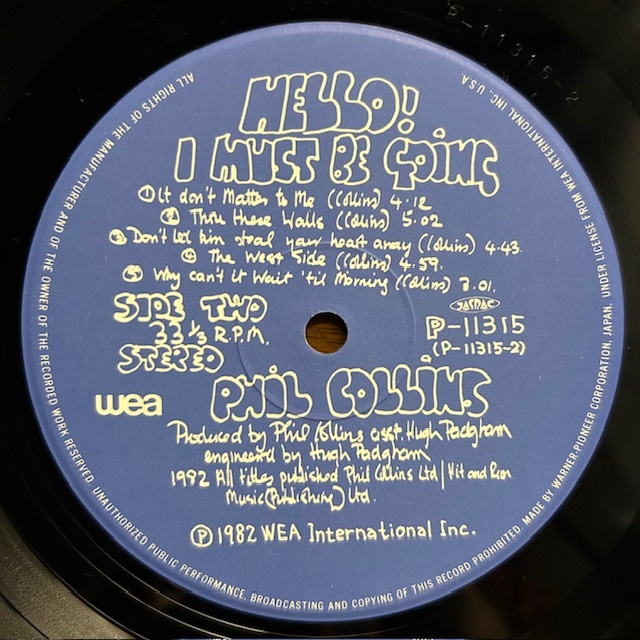 HELLO!
I MUST BE GOING
① It don't Matter to Me (Collins) 4.12
② Thru these Walls (Collins) 5.02
③ Don't let him steal your heart away (Collins) 4.43
④ The West Side (Collins) 4.59.
⑤ Why can't it Wait 'til Morning (Collins) 3.01.
SIDE TWO
33 ⅓ R.P.M.
STEREO
JASRAC
P-11315
(P-11315-2)
wea
PHIL COLLINS
Produced by Phil Collins asst. Hugh Padgham
engineered by Hugh Padgham
1982 All titles published Phil Collins Ltd / Hit and Run
Music (Publishing) Ltd.
Ⓟ 1982 WEA International Inc.
ALL RIGHTS OF THE MANUFACTURER AND OF THE OWNER OF THE RECORDED WORK RESERVED. UNAUTHORIZED PUBLIC PERFORMANCE, BROADCASTING AND COPYING OF THIS RECORD PROHIBITED. MADE BY WARNER-PIONEER CORPORATION, JAPAN, UNDER LICENSE FROM WEA INTERNATIONAL INC. U.S.A
P-11315-2